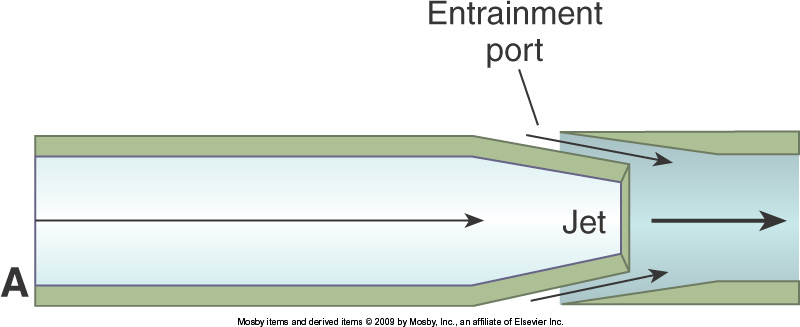 Entrainment
port
Jet
A
Mosby items and derived items © 2009 by Mosby, Inc., an affiliate of Elsevier Inc.